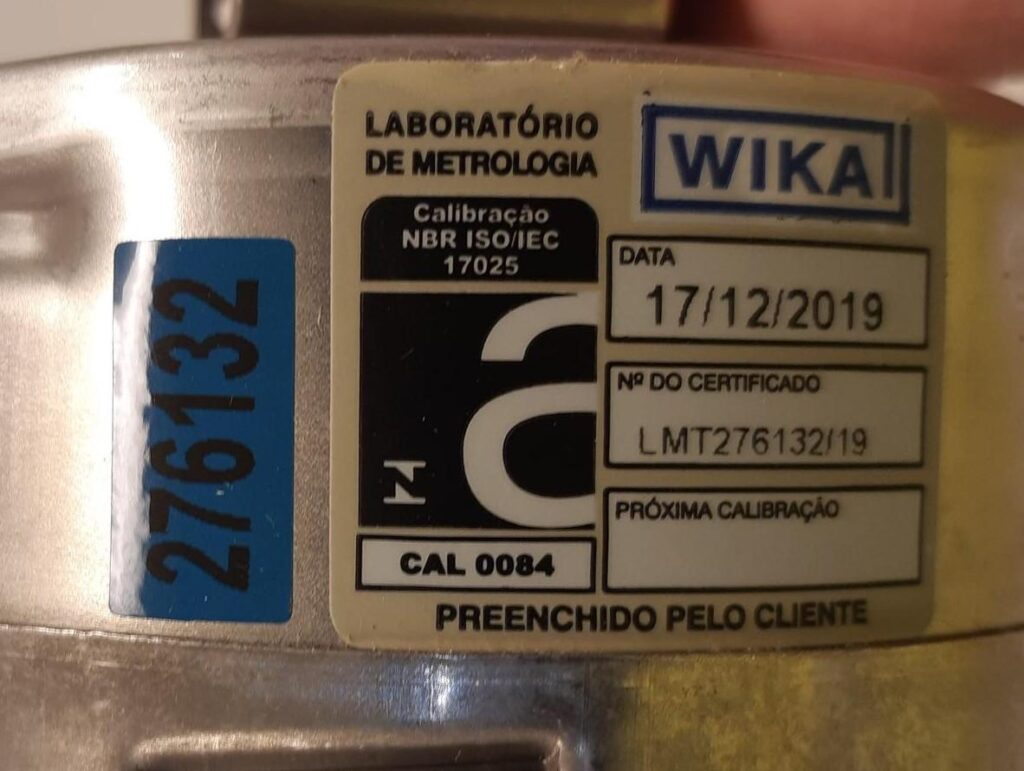 276132
LABORATÓRIO
DE METROLOGIA
Calibração
NBR ISO/IEC
17025
a
CAL 0084
WIKA
DATA
17/12/2019
Nº DO CERTIFICADO
LMT276132/19
PRÓXIMA CALIBRAÇÃO
PREENCHIDO PELO CLIENTE